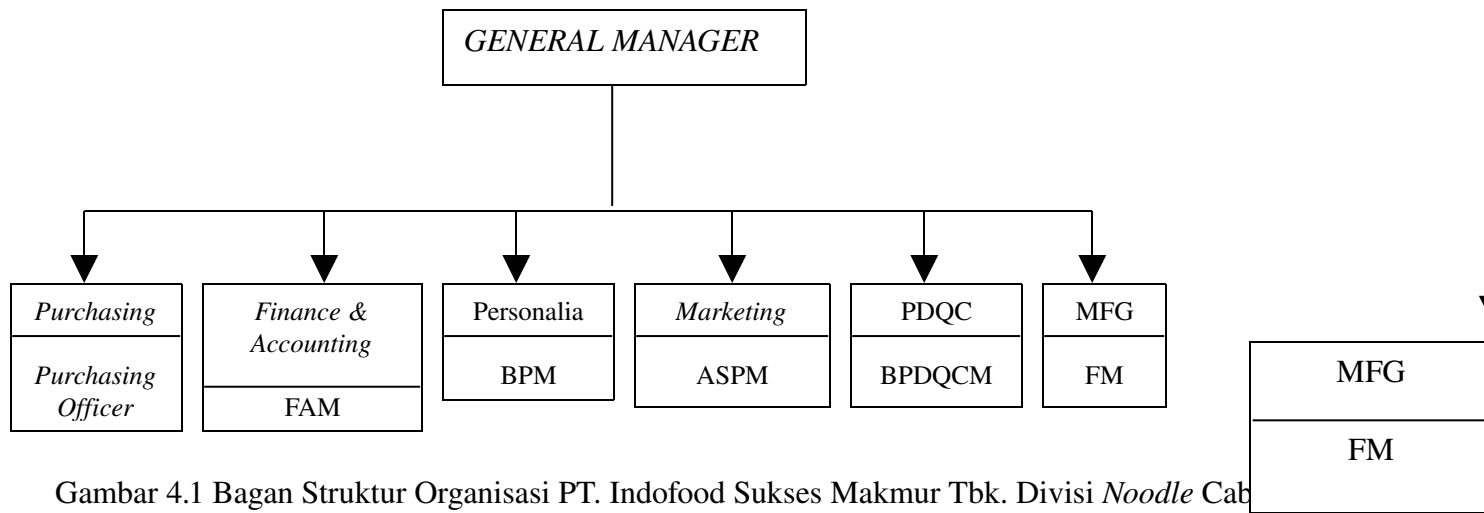 GENERAL MANAGER
Purchasing
Purchasing
Officer
Finance &
Accounting
FAM
Personalia
BPM
Marketing
ASPM
PDQC
BPDQCM
MFG
FM
MFG
FM
Gambar 4.1 Bagan Struktur Organisasi PT. Indofood Sukses Makmur Tbk. Divisi Noodle Cab